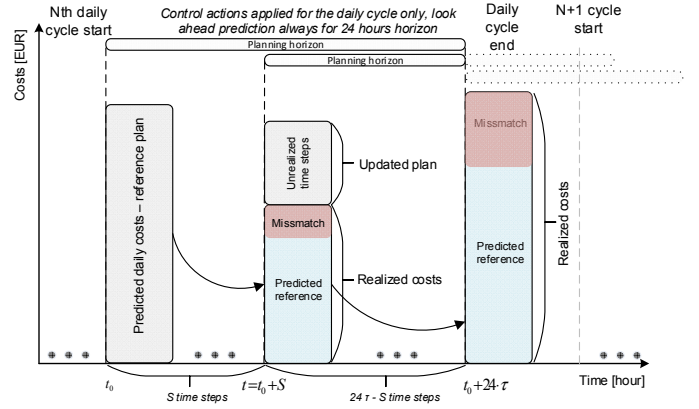 Nth daily
cycle start
Control actions applied for the daily cycle only, look
ahead prediction always for 24 hours horizon
Daily
cycle
end
N+1 cycle
start
Planning horizon
Planning horizon
Costs [EUR]
Predicted daily costs – reference plan
Unrealized
time steps
Missmatch
Predicted
reference
Updated plan
Realized costs
Missmatch
Predicted
reference
Realized costs
t₀
S time steps
t=t₀+S
24 τ - S time steps
t₀+24·τ
Time [hour]